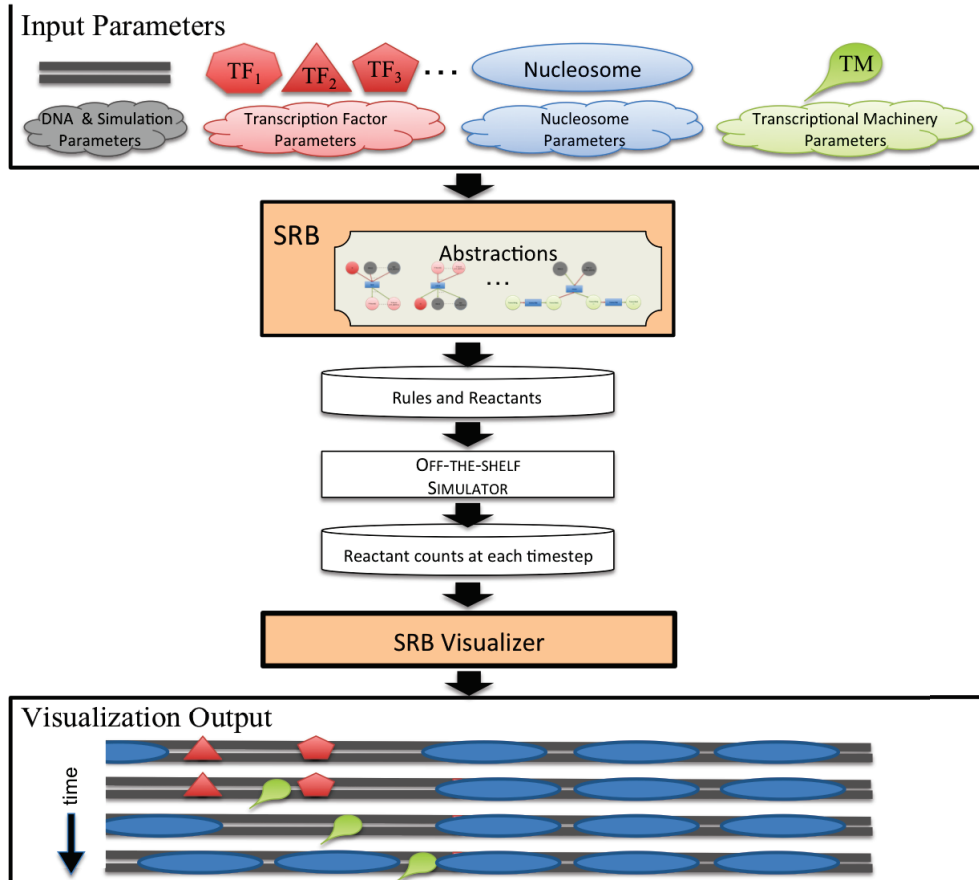 Input Parameters
TF1 TF2 TF3 ... Nucleosome TM
DNA & Simulation
Parameters
Transcription Factor
Parameters
Nucleosome
Parameters
Transcriptional Machinery
Parameters
SRB
Abstractions
...
Rules and Reactants
OFF-THE-SHELF
SIMULATOR
Reactant counts at each timestep
SRB Visualizer
Visualization Output
time